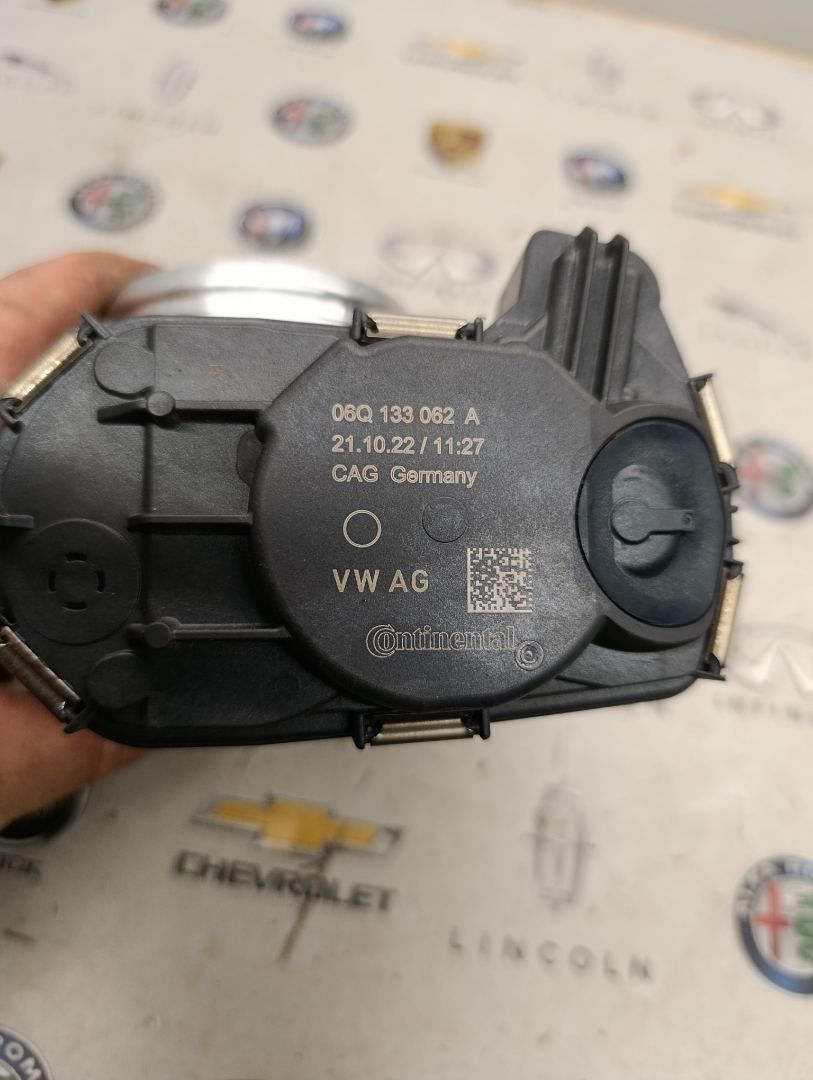 06Q 133 062 A
21.10.22 / 11:27
CAG Germany
VW AG
Continental
CHEVROLET
LINCOLN